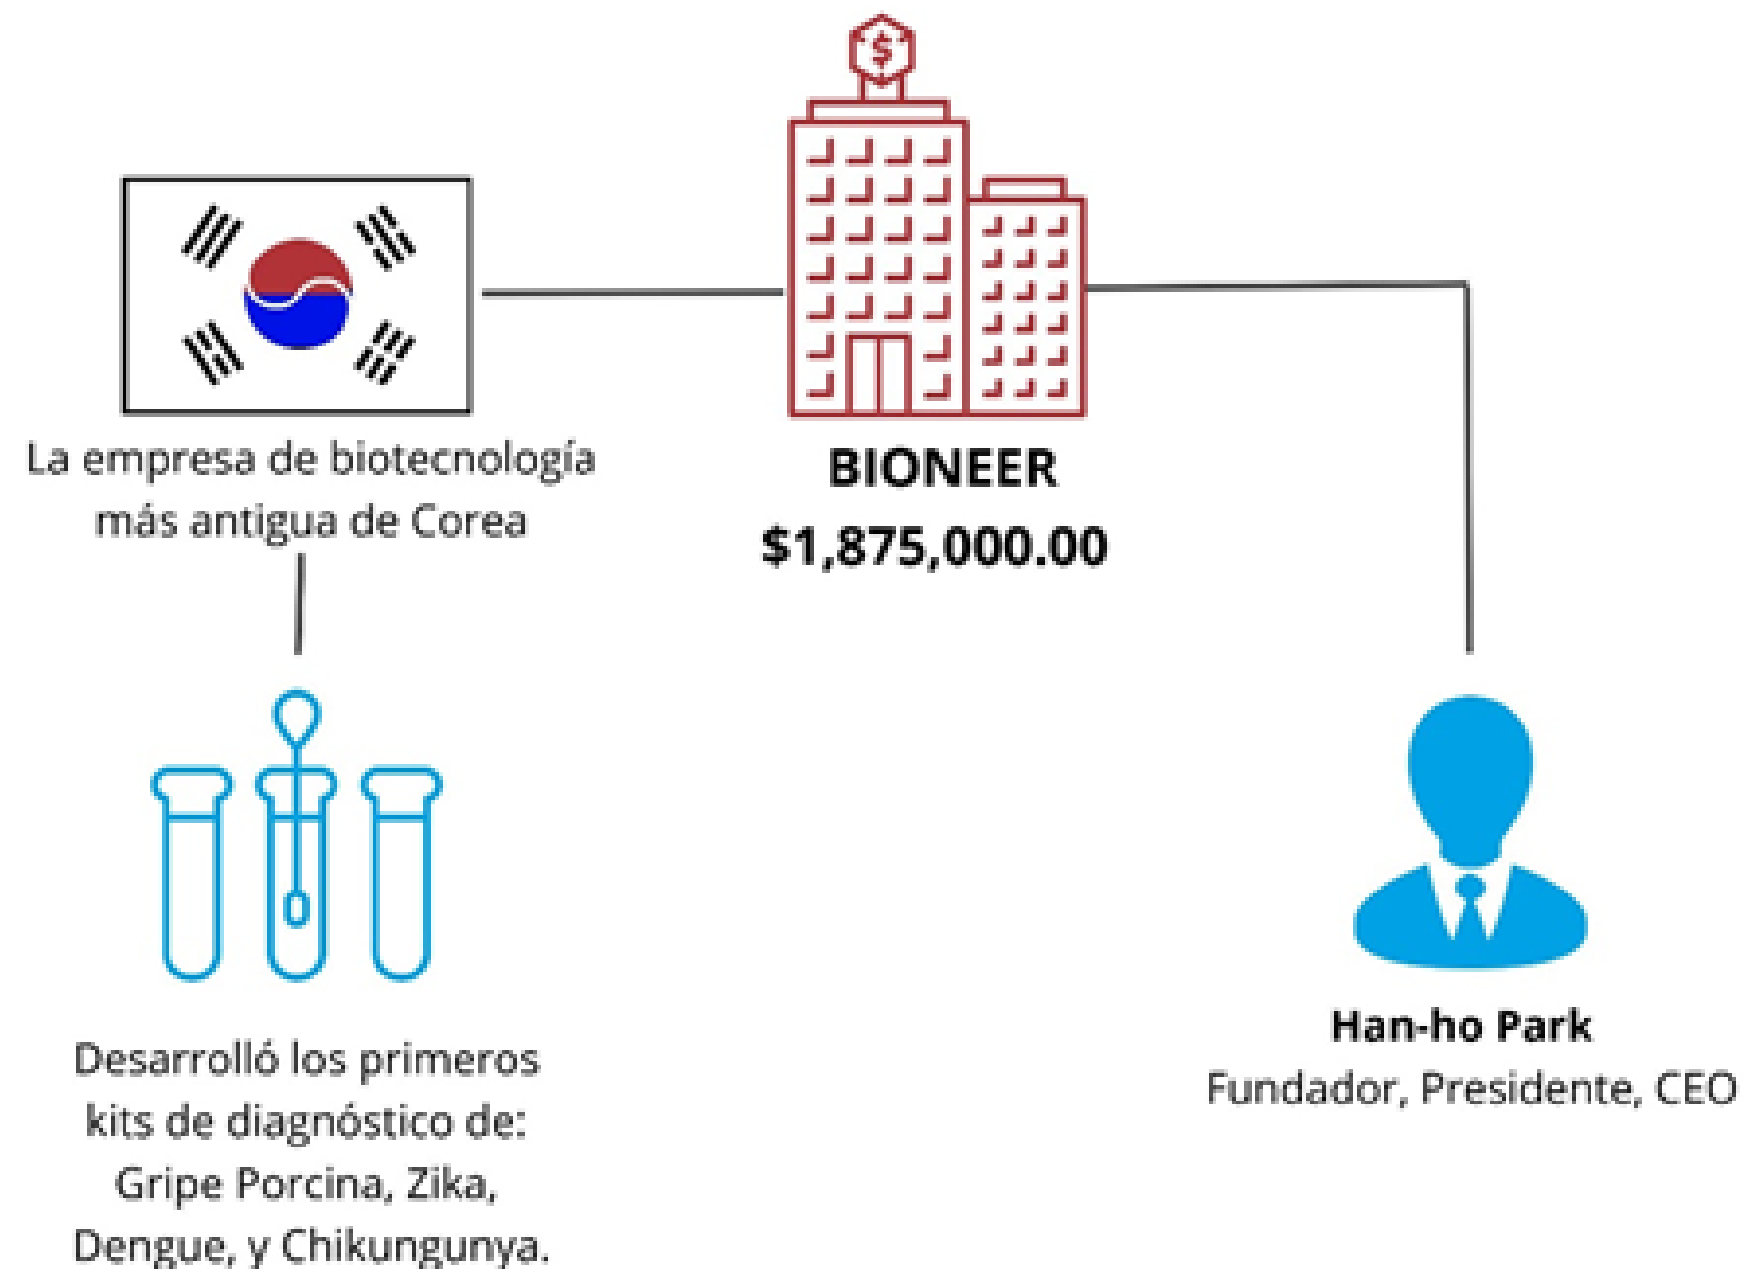 $
La empresa de biotecnología
más antigua de Corea
BIONEER
$1,875,000.00
Desarrolló los primeros
kits de diagnóstico de:
Gripe Porcina, Zika,
Dengue, y Chikungunya.
Han-ho Park
Fundador, Presidente, CEO